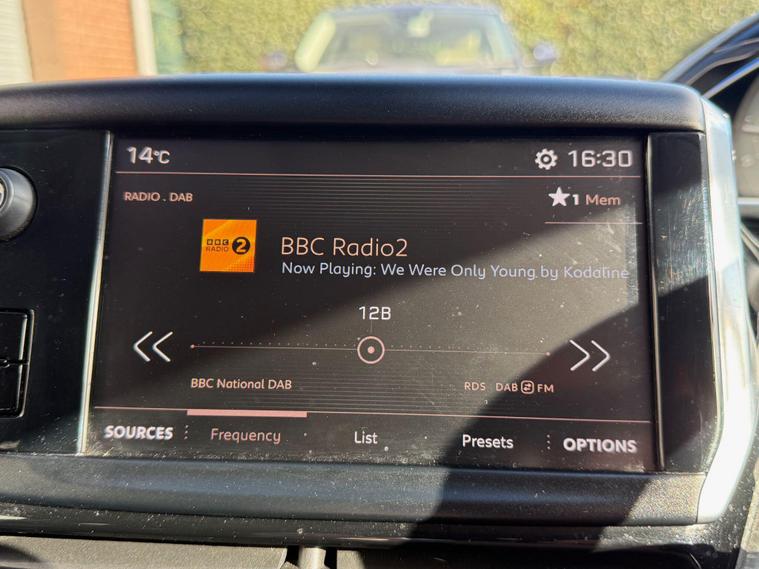 14°C 16:30
RADIO . DAB 1 Mem
BBC RADIO 2
BBC Radio2
Now Playing: We Were Only Young by Kodaline
12B
BBC National DAB RDS DAB FM
SOURCES Frequency List Presets OPTIONS